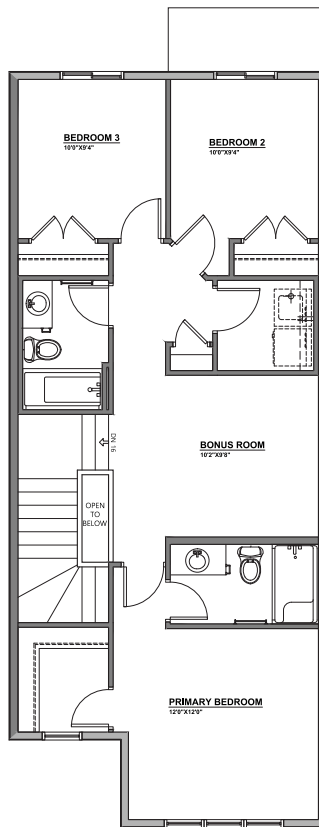 BEDROOM 3
10'0"X9'4"
BEDROOM 2
10'0"X9'4"
DN 16
BONUS ROOM
10'2"X9'8"
OPEN
TO
BELOW
PRIMARY BEDROOM
12'0"X12'0"